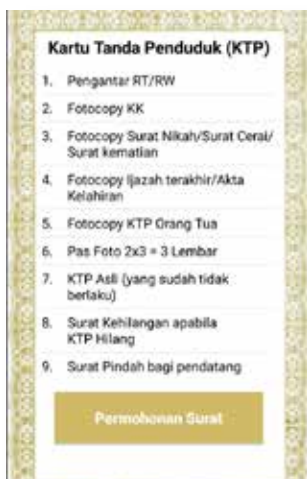 Kartu Tanda Penduduk (KTP)
1. Pengantar RT/RW
2. Fotocopy KK
3. Fotocopy Surat Nikah/Surat Cerai/
Surat kematian
4. Fotocopy Ijazah terakhir/Akta
Kelahiran
5. Fotocopy KTP Orang Tua
6. Pas Foto 2x3 = 3 Lembar
7. KTP Asli (yang sudah tidak
berlaku)
8. Surat Kehilangan apabila
KTP Hilang
9. Surat Pindah bagi pendatang
Permohonan Surat